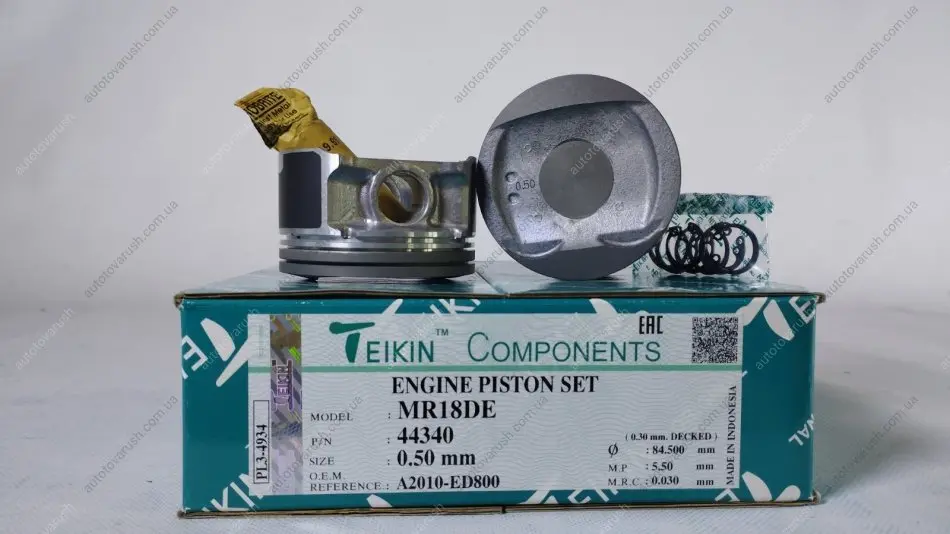 autotovarush.com.ua
0.50
TEIKIN™ COMPONENTS
EAC
ENGINE PISTON SET
MODEL : MR18DE
P/N : 44340
SIZE : 0.50 mm
O.E.M. REFERENCE. : A2010-ED800
( 0.30 mm. DECKED )
Ø : 84.500 mm
M.P : 5.50 mm
M.R.C. : 0.030 mm
MADE IN INDONESIA
PL3-4934